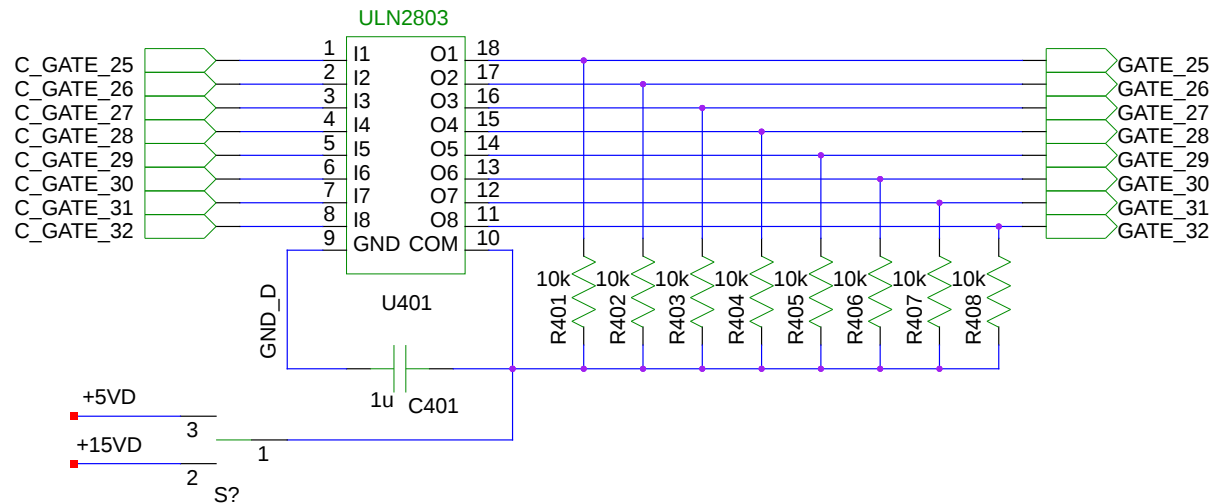 ULN2803
C_GATE_25 1 I1 O1 18 GATE_25
C_GATE_26 2 I2 O2 17 GATE_26
C_GATE_27 3 I3 O3 16 GATE_27
C_GATE_28 4 I4 O4 15 GATE_28
C_GATE_29 5 I5 O5 14 GATE_29
C_GATE_30 6 I6 O6 13 GATE_30
C_GATE_31 7 I7 O7 12 GATE_31
C_GATE_32 8 I8 O8 11 GATE_32
9 GND COM 10
10k 10k 10k 10k 10k 10k 10k 10k
R401 R402 R403 R404 R405 R406 R407 R408
U401
GND_D
1u C401
+5VD
3
+15VD
1
2
S?